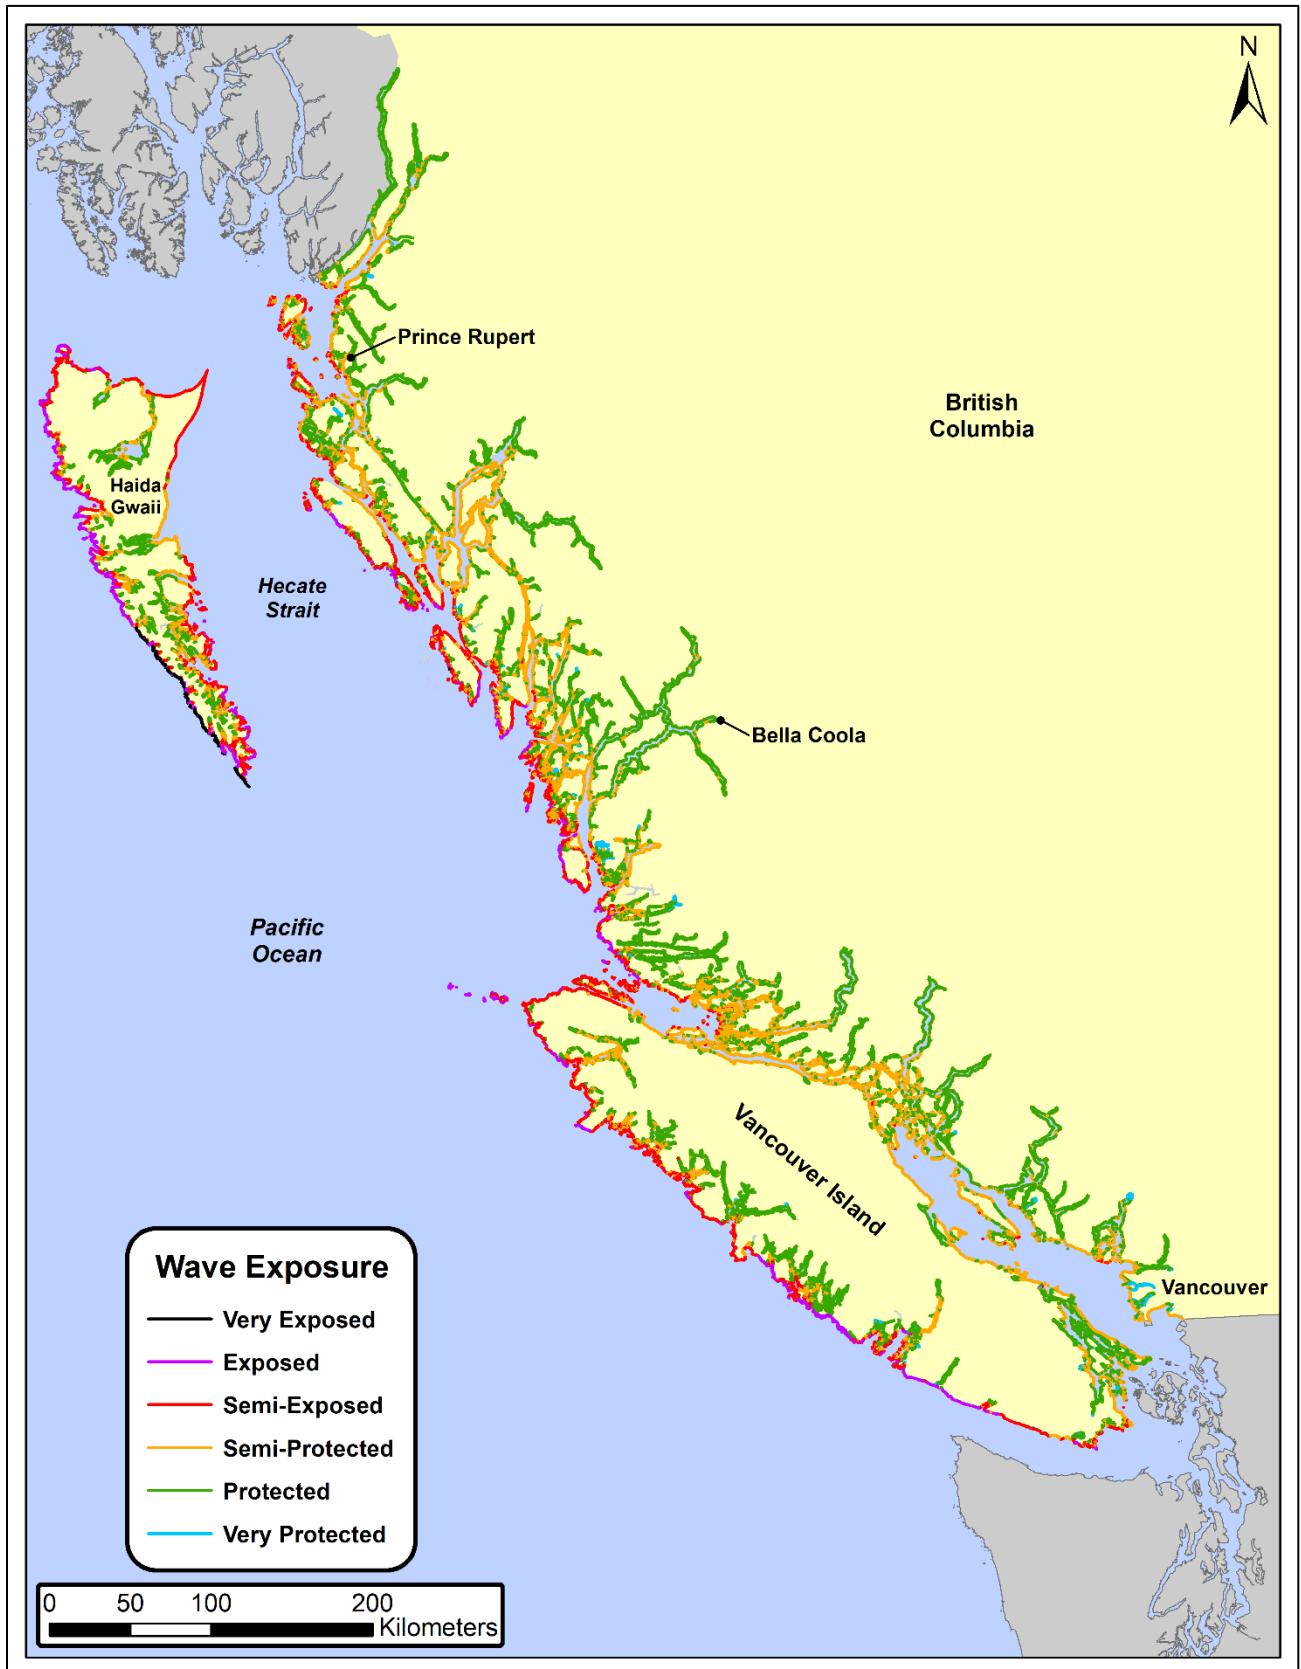 N
Prince Rupert
British
Columbia
Haida
Gwaii
Hecate
Strait
Bella Coola
Pacific
Ocean
Vancouver Island
Vancouver
Wave Exposure
Very Exposed
Exposed
Semi-Exposed
Semi-Protected
Protected
Very Protected
0 50 100 200
Kilometers